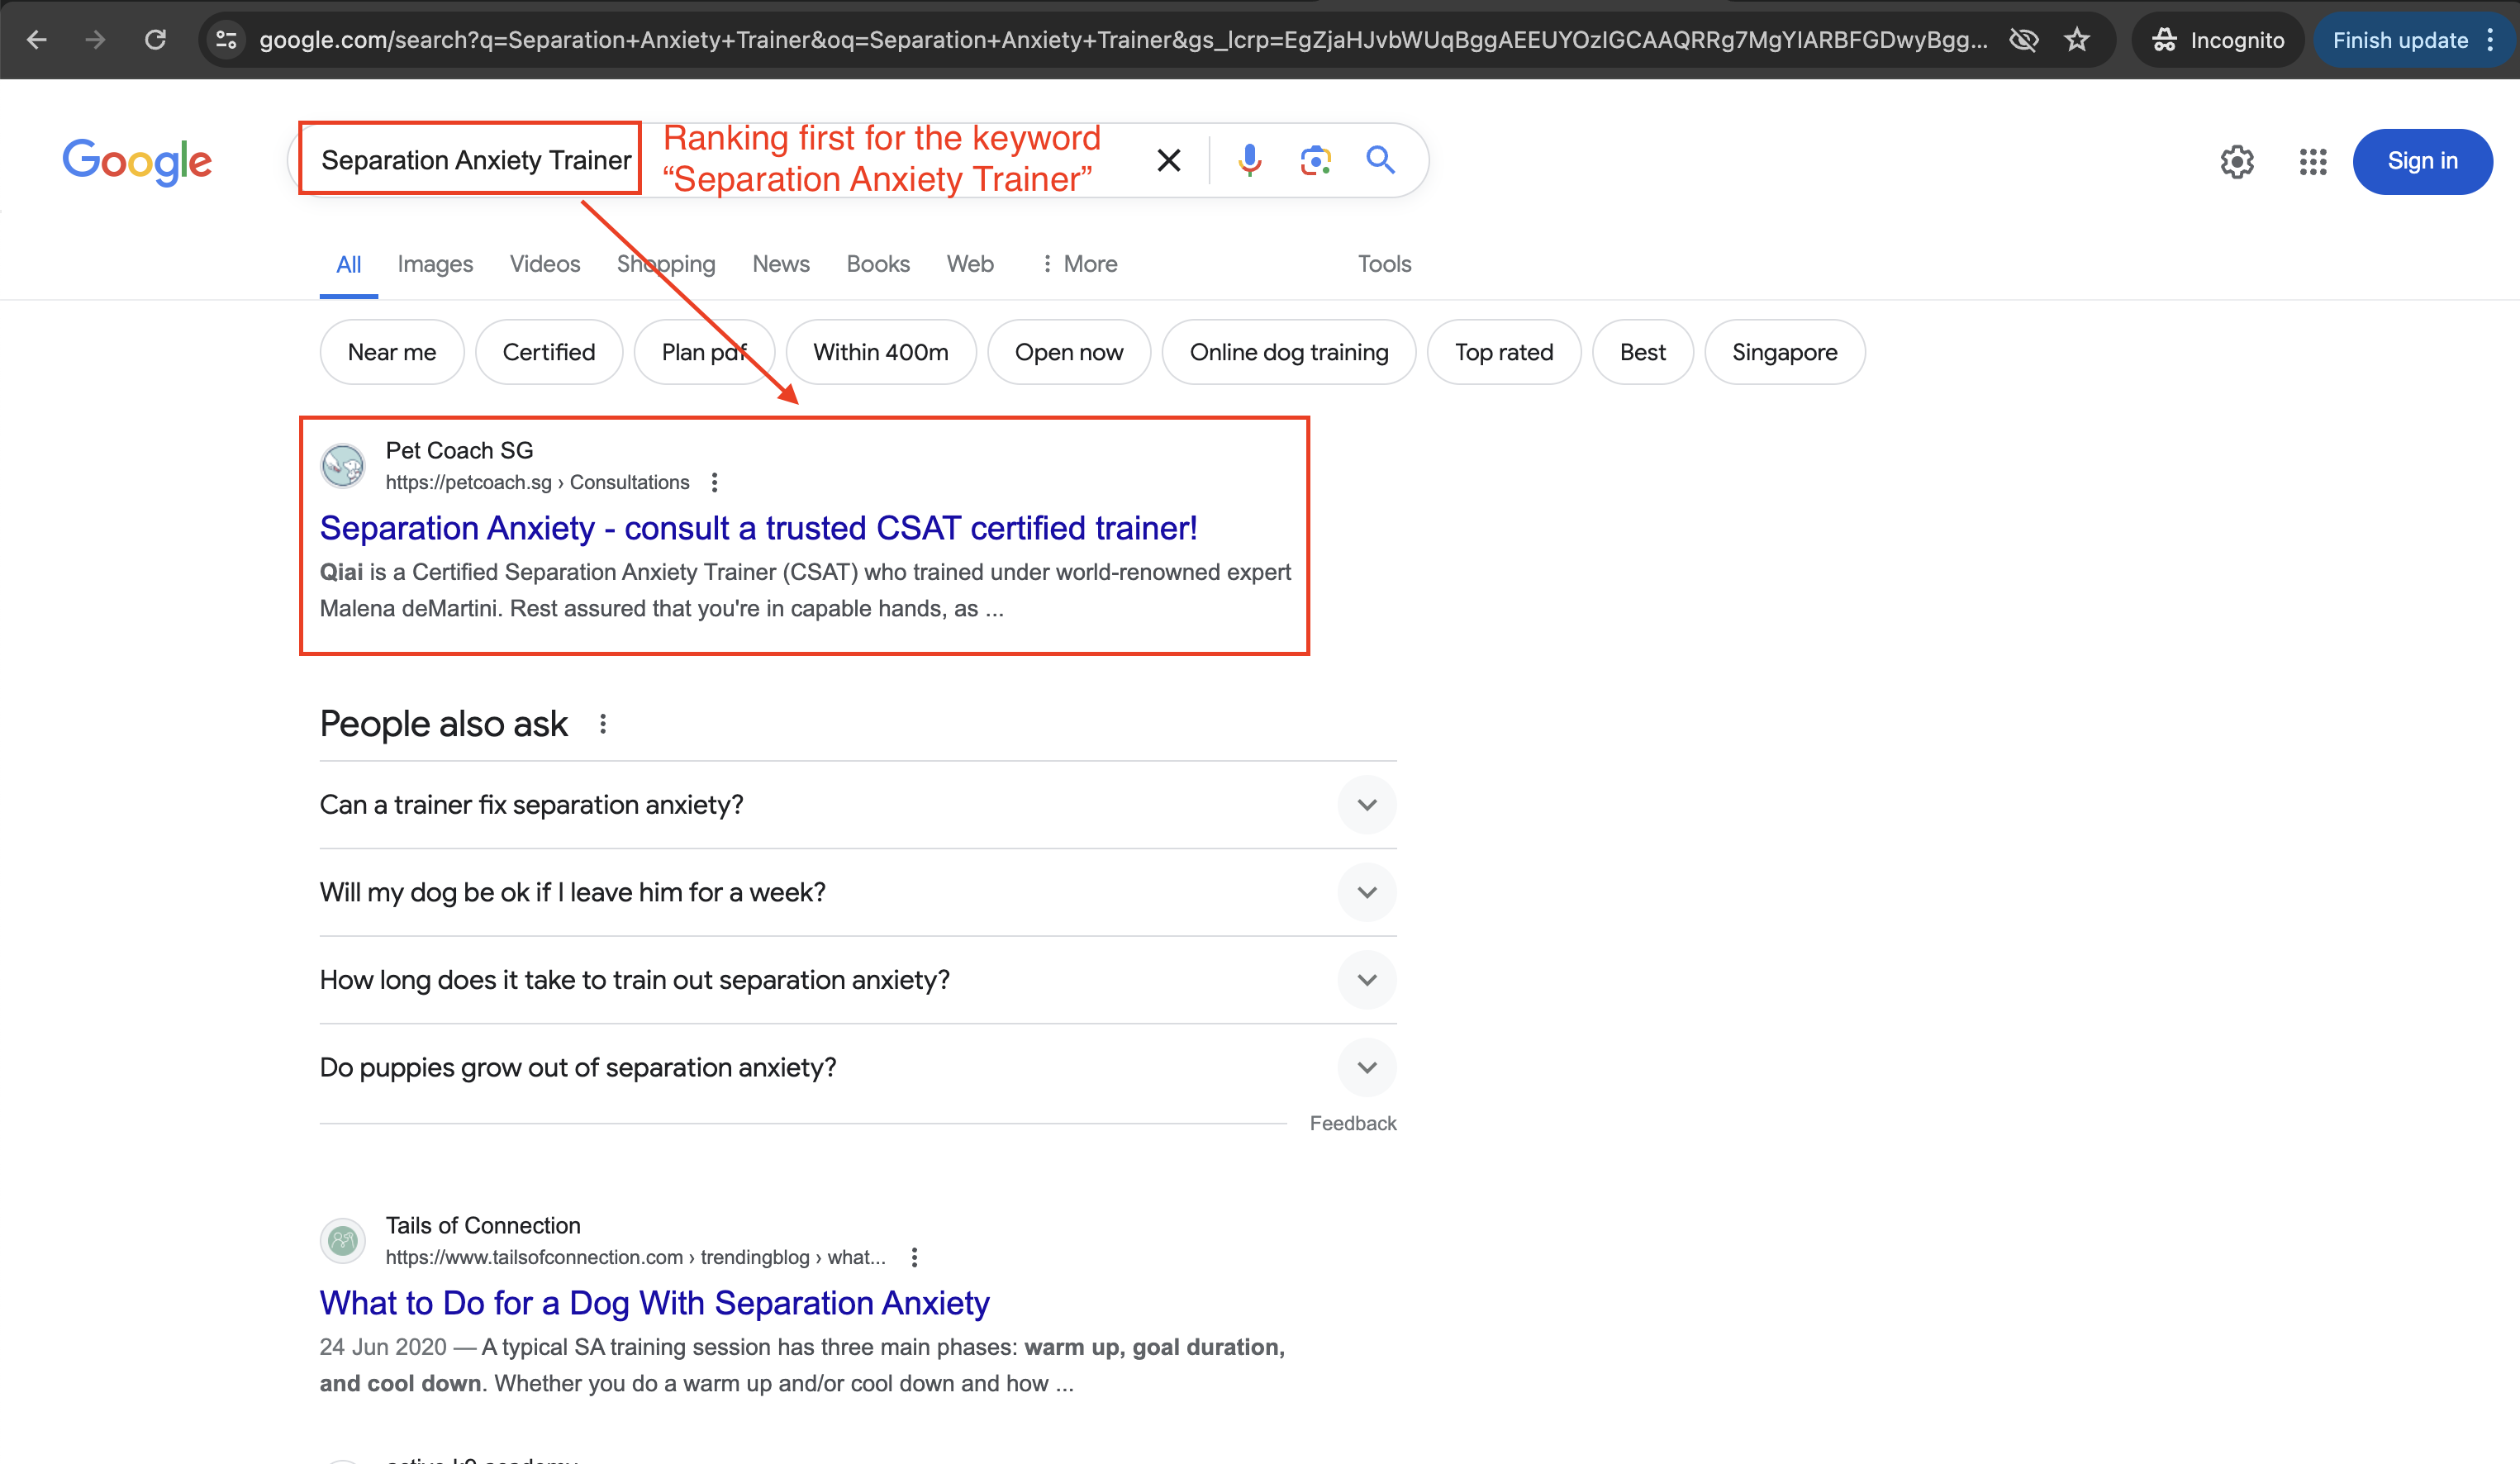 google.com/search?q=Separation+Anxiety+Trainer&oq=Separation+Anxiety+Trainer&gs_lcrp=EgZjaHJvbWUqBggAEEUYOzIGCAAQRRg7MgYIARBFGDwyBgg...
Incognito
Finish update
Google
Separation Anxiety Trainer
Ranking first for the keyword
“Separation Anxiety Trainer”
Sign in
All Images Videos Shopping News Books Web More Tools
Near me Certified Plan pdf Within 400m Open now Online dog training Top rated Best Singapore
Pet Coach SG
https://petcoach.sg › Consultations
Separation Anxiety - consult a trusted CSAT certified trainer!
Qiai is a Certified Separation Anxiety Trainer (CSAT) who trained under world-renowned expert
Malena deMartini. Rest assured that you're in capable hands, as ...
People also ask
Can a trainer fix separation anxiety?
Will my dog be ok if I leave him for a week?
How long does it take to train out separation anxiety?
Do puppies grow out of separation anxiety?
Feedback
Tails of Connection
https://www.tailsofconnection.com › trendingblog › what...
What to Do for a Dog With Separation Anxiety
24 Jun 2020 — A typical SA training session has three main phases: warm up, goal duration,
and cool down. Whether you do a warm up and/or cool down and how ...